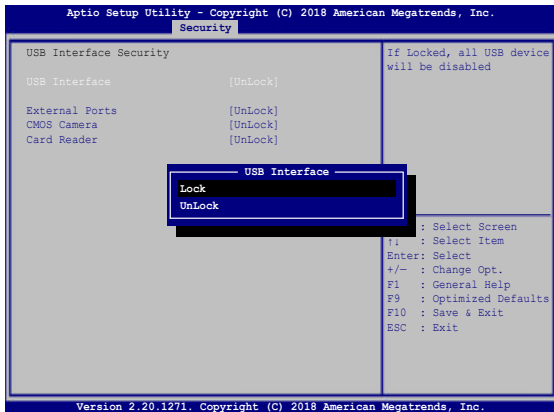 Aptio Setup Utility - Copyright (C) 2018 American Megatrends, Inc.
Security
USB Interface Security
USB Interface [UnLock]
External Ports [UnLock]
CMOS Camera [UnLock]
Card Reader [UnLock]
USB Interface
Lock
UnLock
If Locked, all USB device
will be disabled
: Select Screen
↑↓ : Select Item
Enter: Select
+/— : Change Opt.
F1 : General Help
F9 : Optimized Defaults
F10 : Save & Exit
ESC : Exit
Version 2.20.1271. Copyright (C) 2018 American Megatrends, Inc.